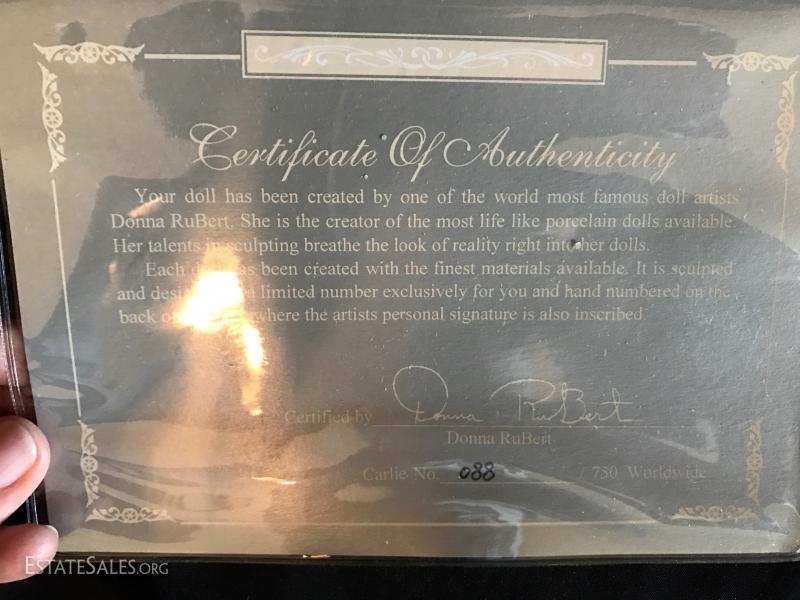 Certificate Of Authenticity
Your doll has been created by one of the world most famous doll artists
Donna RuBert. She is the creator of the most life like porcelain dolls available.
Her talents in sculpting breathe the look of reality right into her dolls.
Each has been created with the finest materials available. It is sculpted
and limited number exclusively for you and hand numbered on the
back where the artists personal signature is also inscribed.
Certified by Donna RuBert
Donna RuBert
Carlie No. 088 / 750 Worldwide
ESTATESALES.ORG